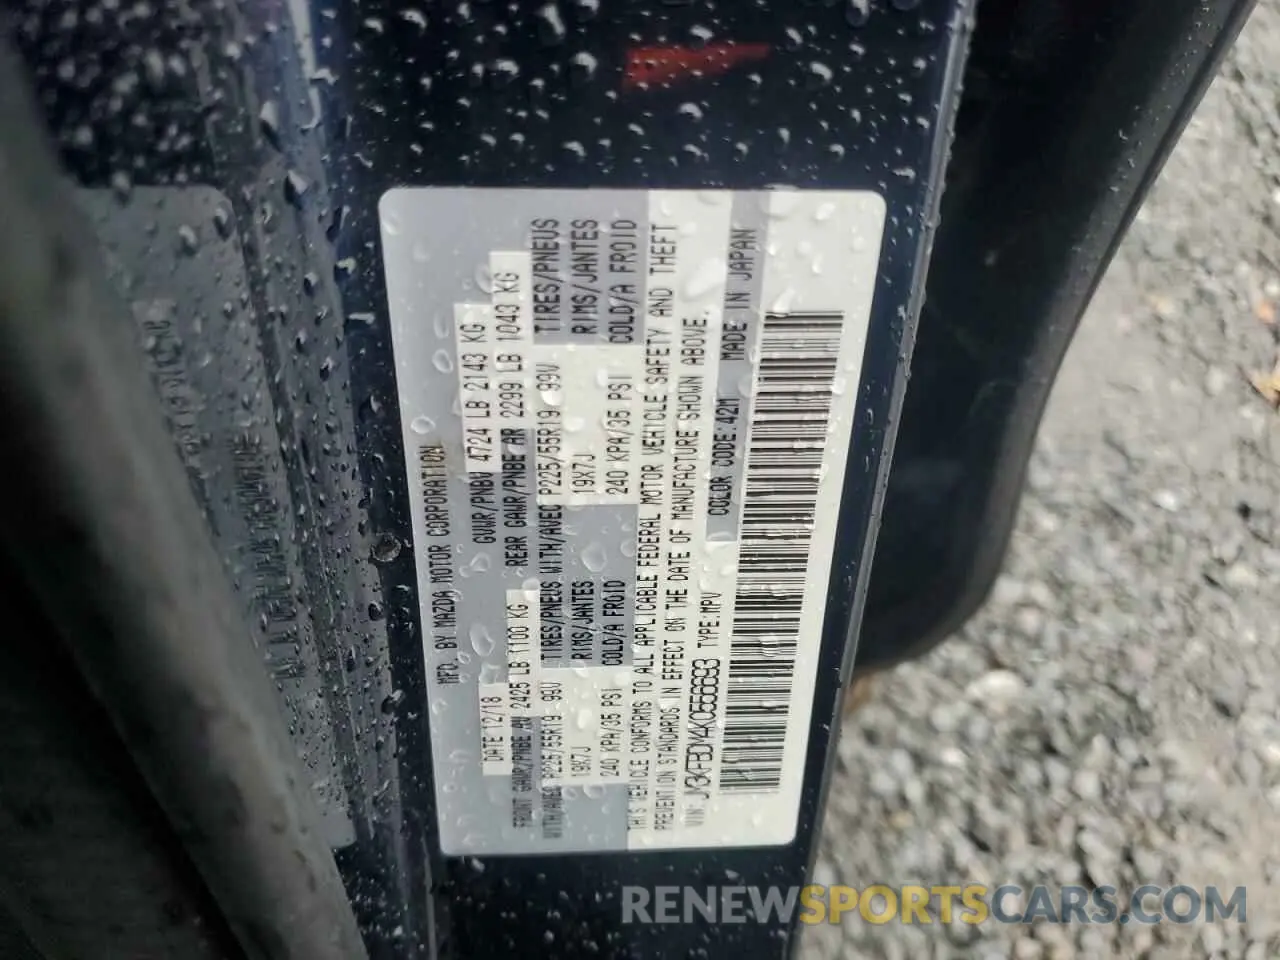 MFD. BY MAZDA MOTOR CORPORATION
DATE 12/18 GVWR/PNBV 4724 LB 2143 KG
FRONT GAWR/PNBE AV 2425 LB 1100 KG REAR GAWR/PNBE AR 2299 LB 1043 KG
WITH/AVEC P225/55R19 99V TIRES/PNEUS WITH/AVEC P225/55R19 99V TIRES/PNEUS
19X7J RIMS/JANTES 19X7J RIMS/JANTES
240 KPA/35 PSI COLD/A FROID 240 KPA/35 PSI COLD/A FROID
THIS VEHICLE CONFORMS TO ALL APPLICABLE FEDERAL MOTOR VEHICLE SAFETY AND THEFT
PREVENTION STANDARDS IN EFFECT ON THE DATE OF MANUFACTURE SHOWN ABOVE.
VIN: TYPE:MPV COLOR CODE:42M MADE IN JAPAN
RENEWSPORTSCARS.COM